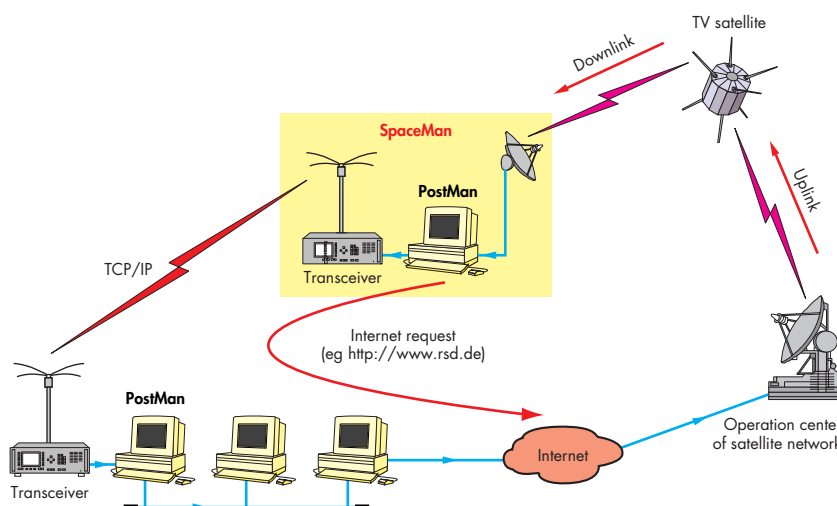 TV satellite
Downlink
SpaceMan
PostMan
Uplink
TCP/IP
Transceiver
Internet request
(eg http://www.rsd.de)
PostMan
Internet
Operation cente
of satellite network
Transceiver